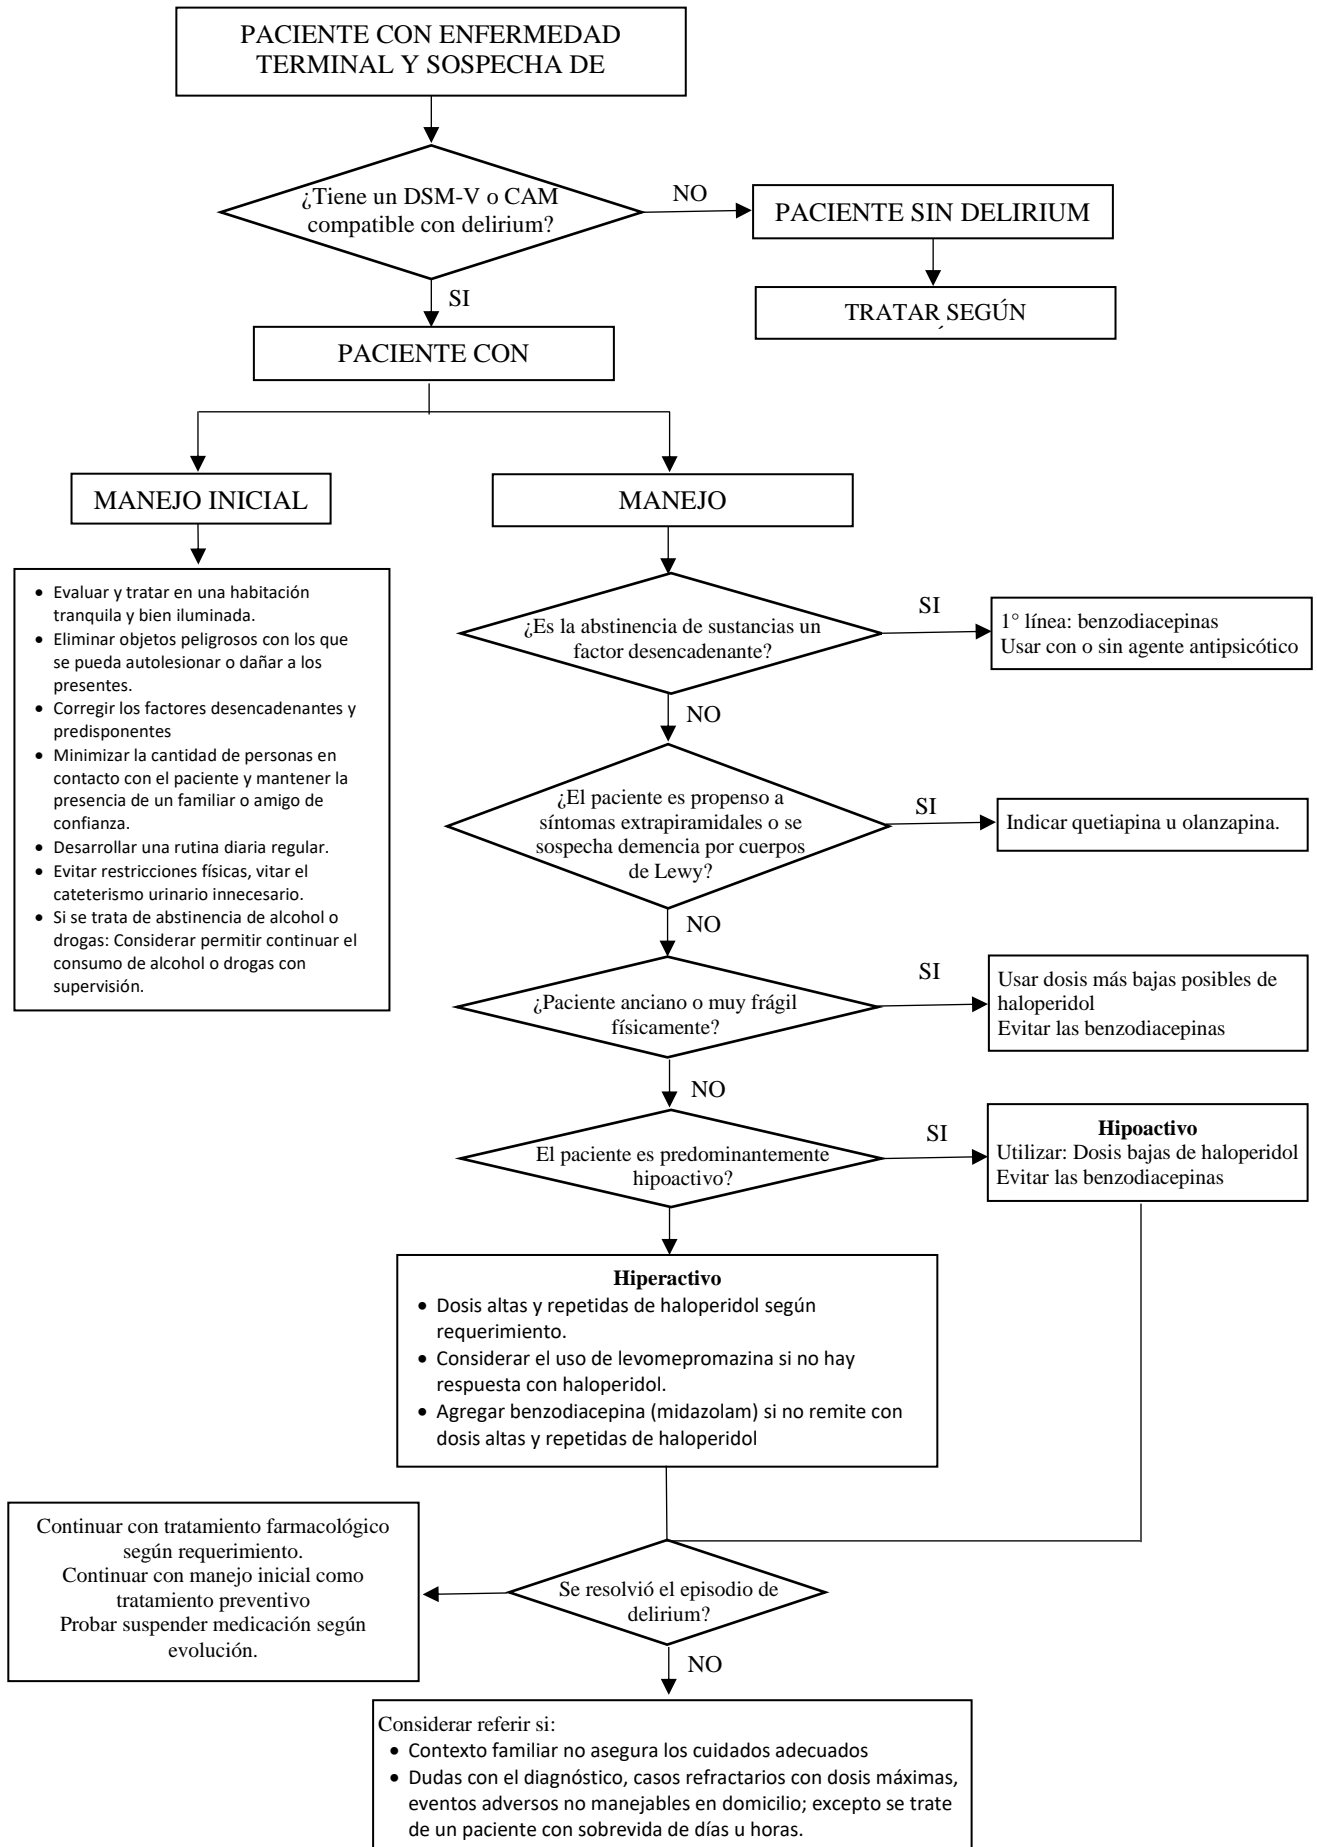 PACIENTE CON ENFERMEDAD
TERMINAL Y SOSPECHA DE
¿Tiene un DSM-V o CAM
compatible con delirium?
NO
PACIENTE SIN DELIRIUM
TRATAR SEGÚN
SI
PACIENTE CON
MANEJO INICIAL
• Evaluar y tratar en una habitación
tranquila y bien iluminada.
• Eliminar objetos peligrosos con los que
se pueda autolesionar o dañar a los
presentes.
• Corregir los factores desencadenantes y
predisponentes
• Minimizar la cantidad de personas en
contacto con el paciente y mantener la
presencia de un familiar o amigo de
confianza.
• Desarrollar una rutina diaria regular.
• Evitar restricciones físicas, vitar el
cateterismo urinario innecesario.
• Si se trata de abstinencia de alcohol o
drogas: Considerar permitir continuar el
consumo de alcohol o drogas con
supervisión.
MANEJO
¿Es la abstinencia de sustancias un
factor desencadenante?
SI
1° línea: benzodiacepinas
Usar con o sin agente antipsicótico
NO
¿El paciente es propenso a
síntomas extrapiramidales o se
sospecha demencia por cuerpos
de Lewy?
SI
Indicar quetiapina u olanzapina.
NO
¿Paciente anciano o muy frágil
físicamente?
SI
Usar dosis más bajas posibles de
haloperidol
Evitar las benzodiacepinas
NO
El paciente es predominantemente
hipoactivo?
SI
Hipoactivo
Utilizar: Dosis bajas de haloperidol
Evitar las benzodiacepinas
Hiperactivo
• Dosis altas y repetidas de haloperidol según
requerimiento.
• Considerar el uso de levomepromazina si no hay
respuesta con haloperidol.
• Agregar benzodiacepina (midazolam) si no remite con
dosis altas y repetidas de haloperidol
Se resolvió el episodio de
delirium?
Continuar con tratamiento farmacológico
según requerimiento.
Continuar con manejo inicial como
tratamiento preventivo
Probar suspender medicación según
evolución.
NO
Considerar referir si:
• Contexto familiar no asegura los cuidados adecuados
• Dudas con el diagnóstico, casos refractarios con dosis máximas,
eventos adversos no manejables en domicilio; excepto se trate
de un paciente con sobrevida de días u horas.